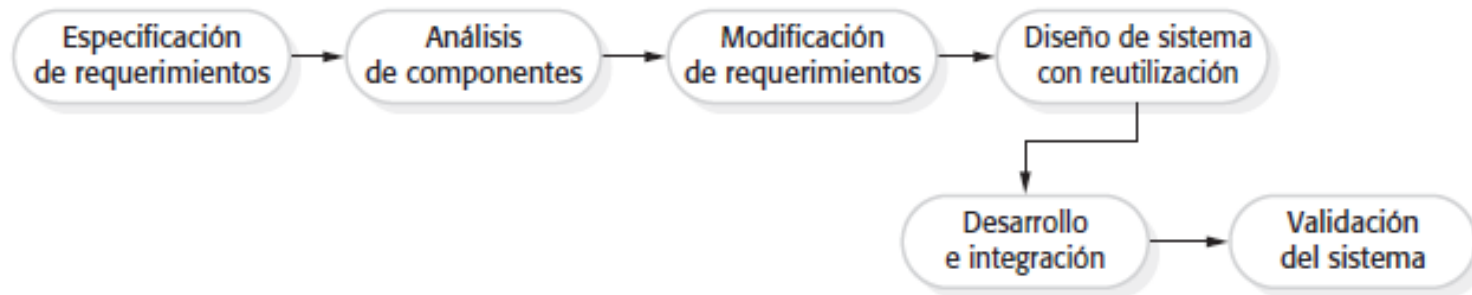 Especificación
de requerimientos
Análisis
de componentes
Modificación
de requerimientos
Diseño de sistema
con reutilización
Desarrollo
e integración
Validación
del sistema